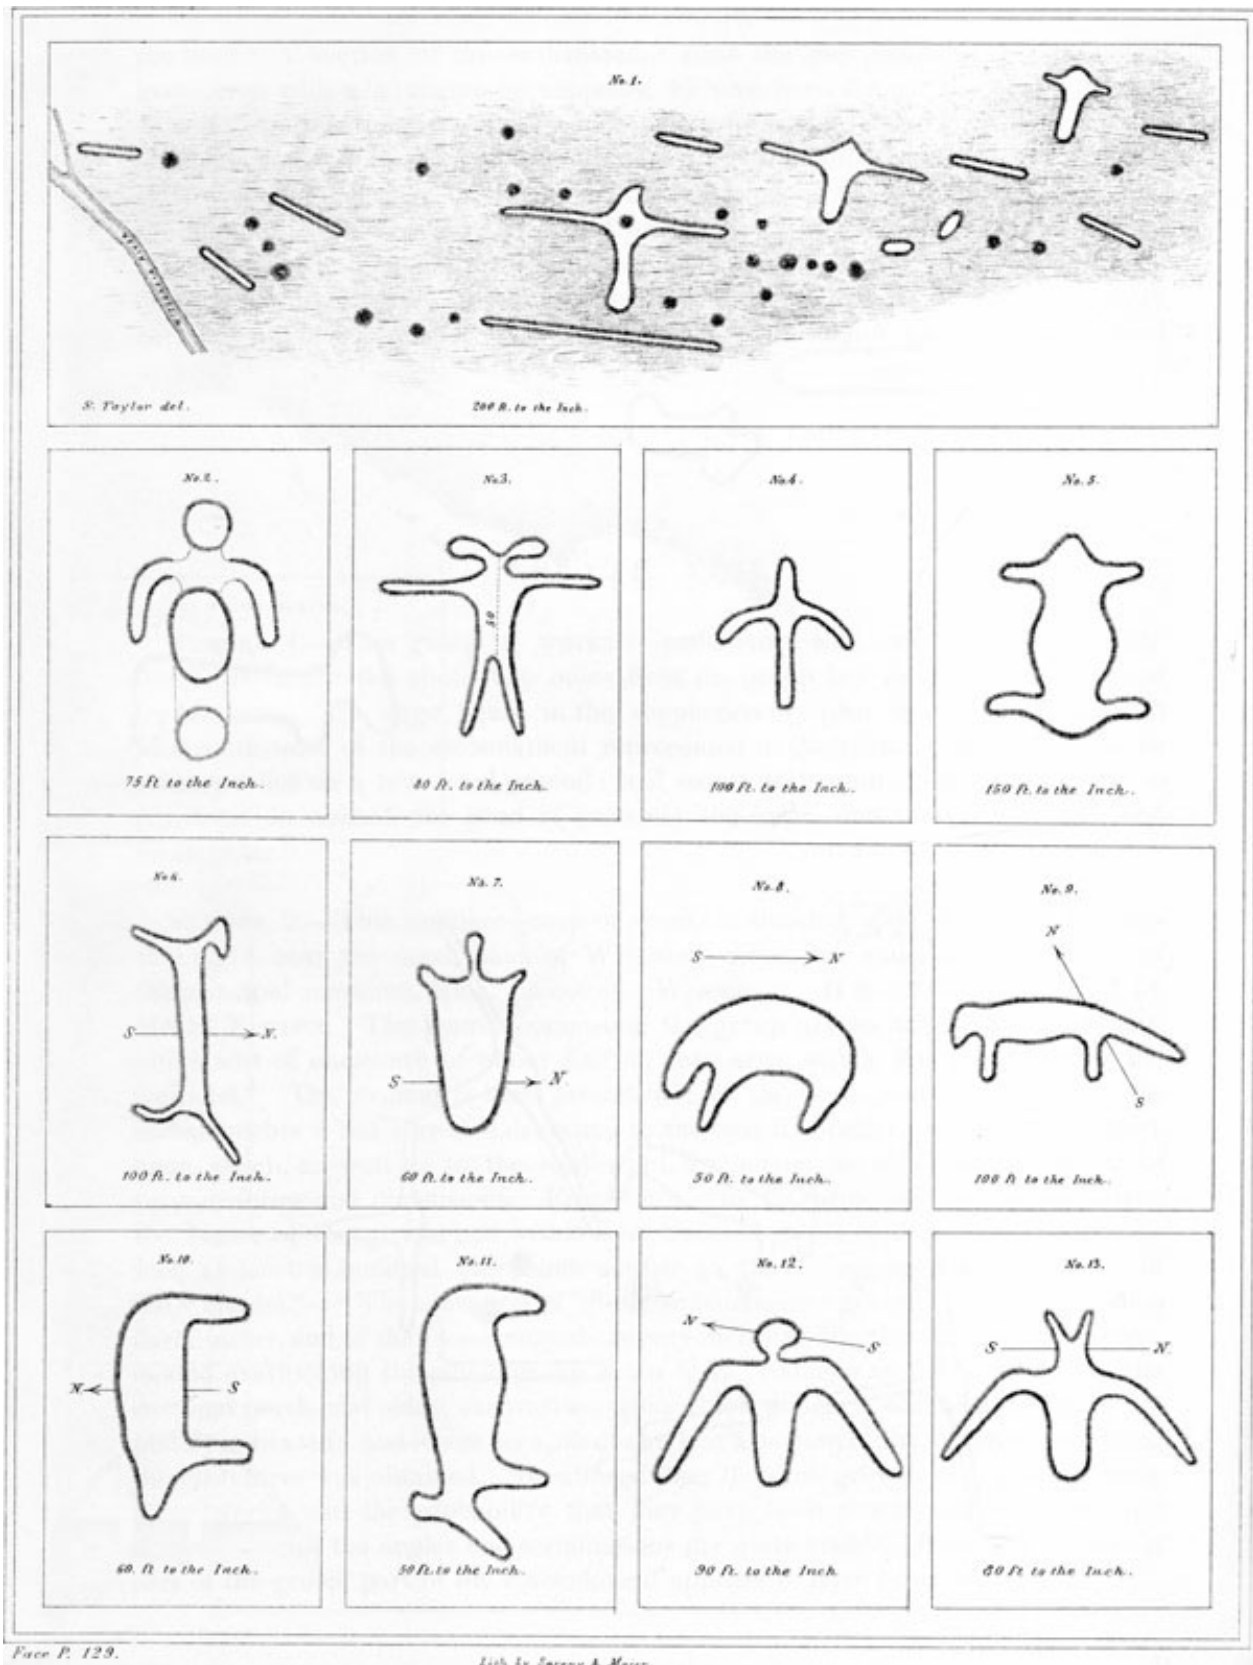 No. 1.
S. Taylor del.
200 ft. to the Inch.
No. 2.
75 ft to the Inch.
No. 3.
50
40 ft. to the Inch.
No. 4
100 ft to the Inch.
No. 5.
150 ft. to the Inch.
No 6.
S
N.
100 ft. to the Inch.
No. 7.
S
N.
60 ft. to the Inch.
No. 8.
S
N
50 ft. to the Inch.
No. 9.
N
S
100 ft to the Inch.
No. 10.
N.
S
60. ft to the Inch.
No. 11.
50 ft. to the Inch.
No. 12.
N
S
90 ft. to the Inch
No. 13.
S
N.
80 ft to the Inch.
Face P. 129.
Lith by